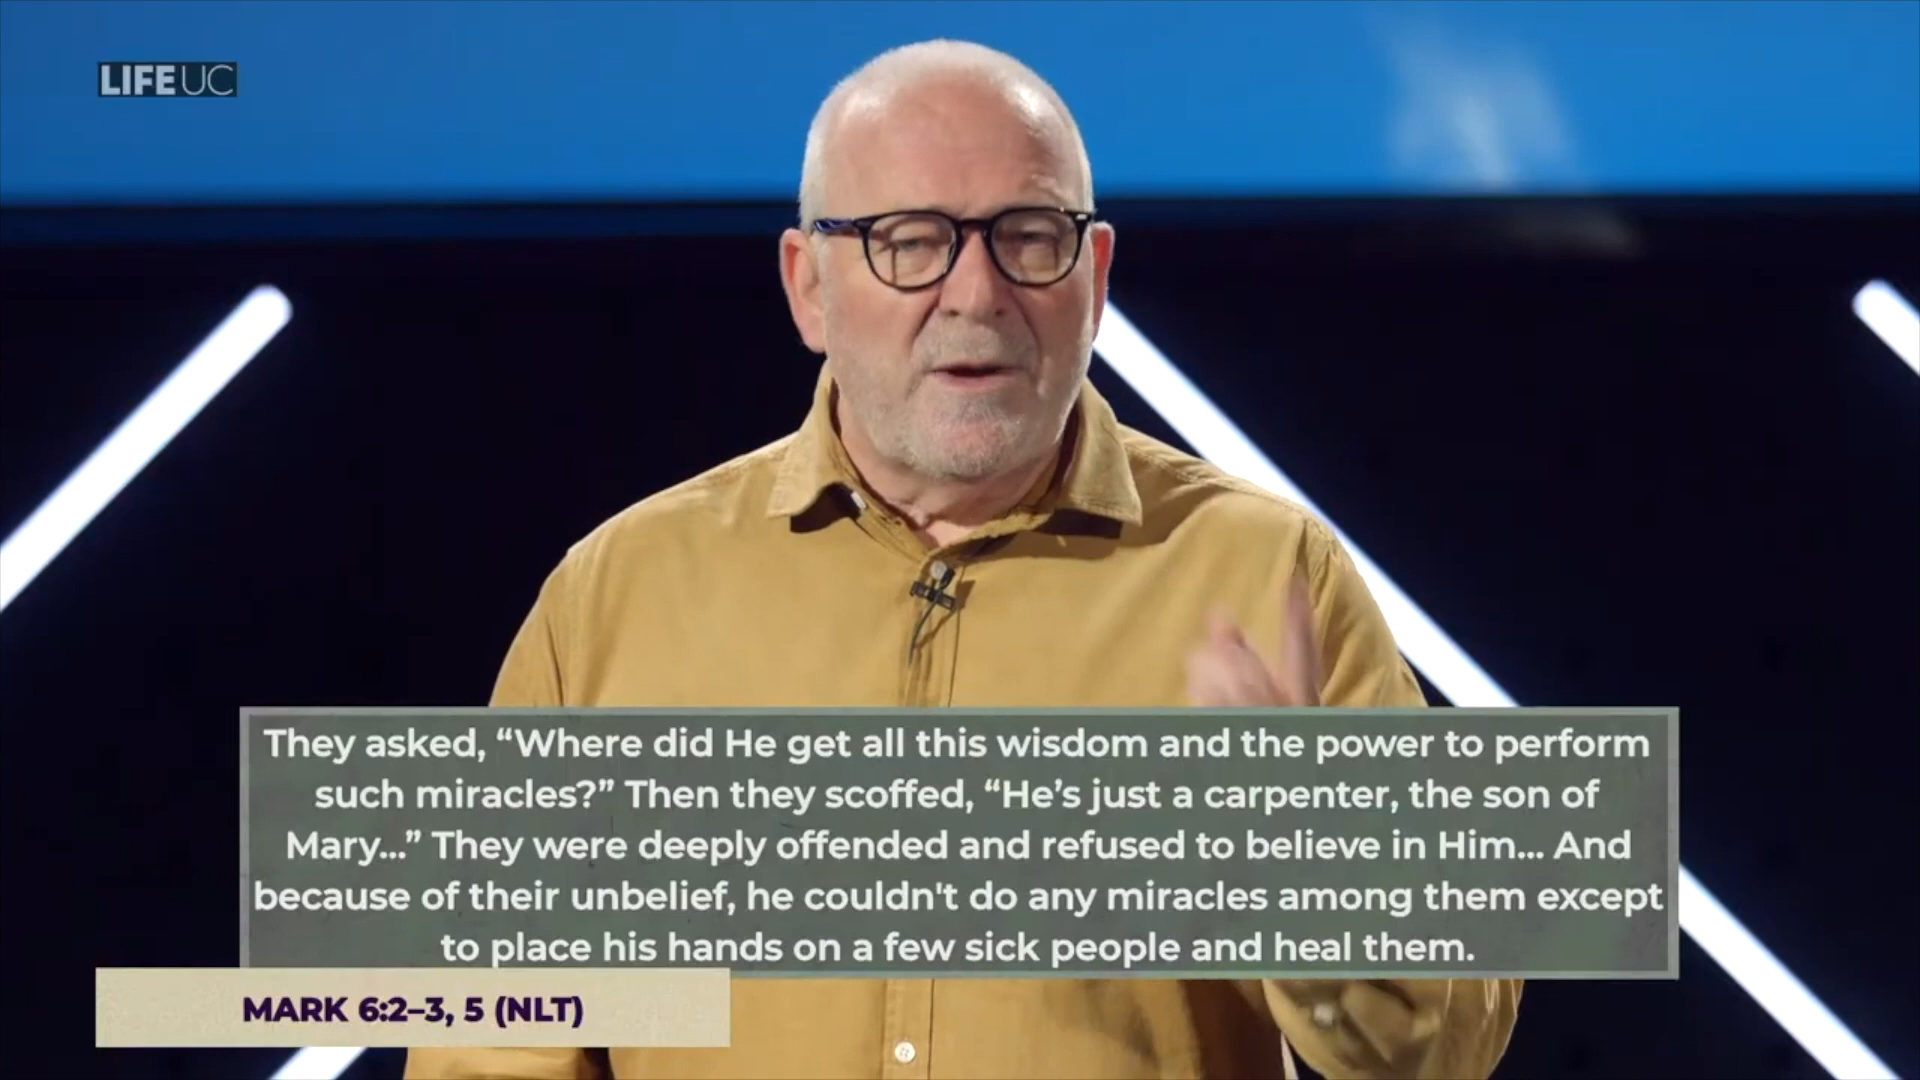 LIFEUC
They asked, “Where did He get all this wisdom and the power to perform
such miracles?” Then they scoffed, “He’s just a carpenter, the son of
Mary...” They were deeply offended and refused to believe in Him... And
because of their unbelief, he couldn't do any miracles among them except
to place his hands on a few sick people and heal them.
MARK 6:2–3, 5 (NLT)